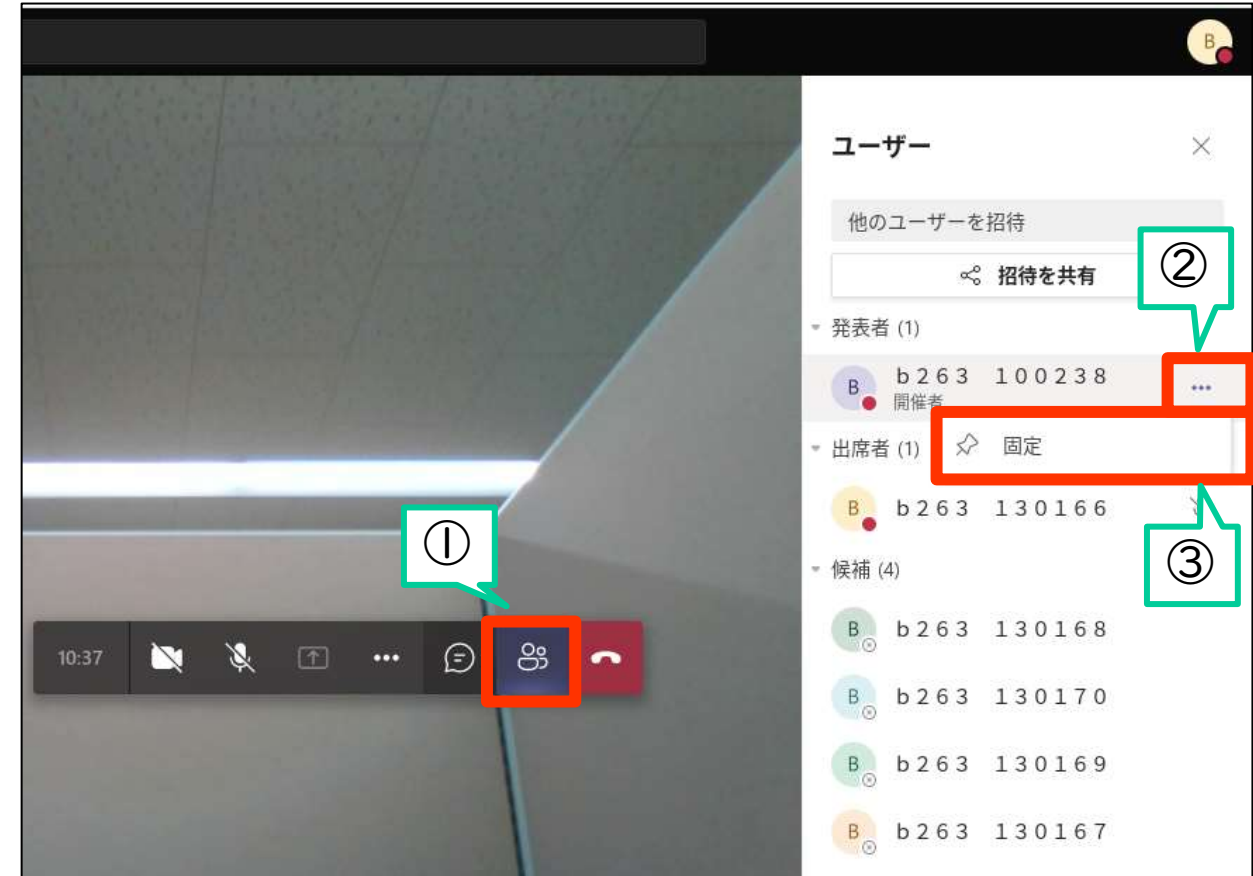 B
ユーザー
他のユーザーを招待
招待を共有
②
発表者 (1)
B b263 100238
開催者
出席者 (1)
固定
B b263 130166
①
③
候補 (4)
B b263 130168
10:37
B b263 130170
B b263 130169
B b263 130167